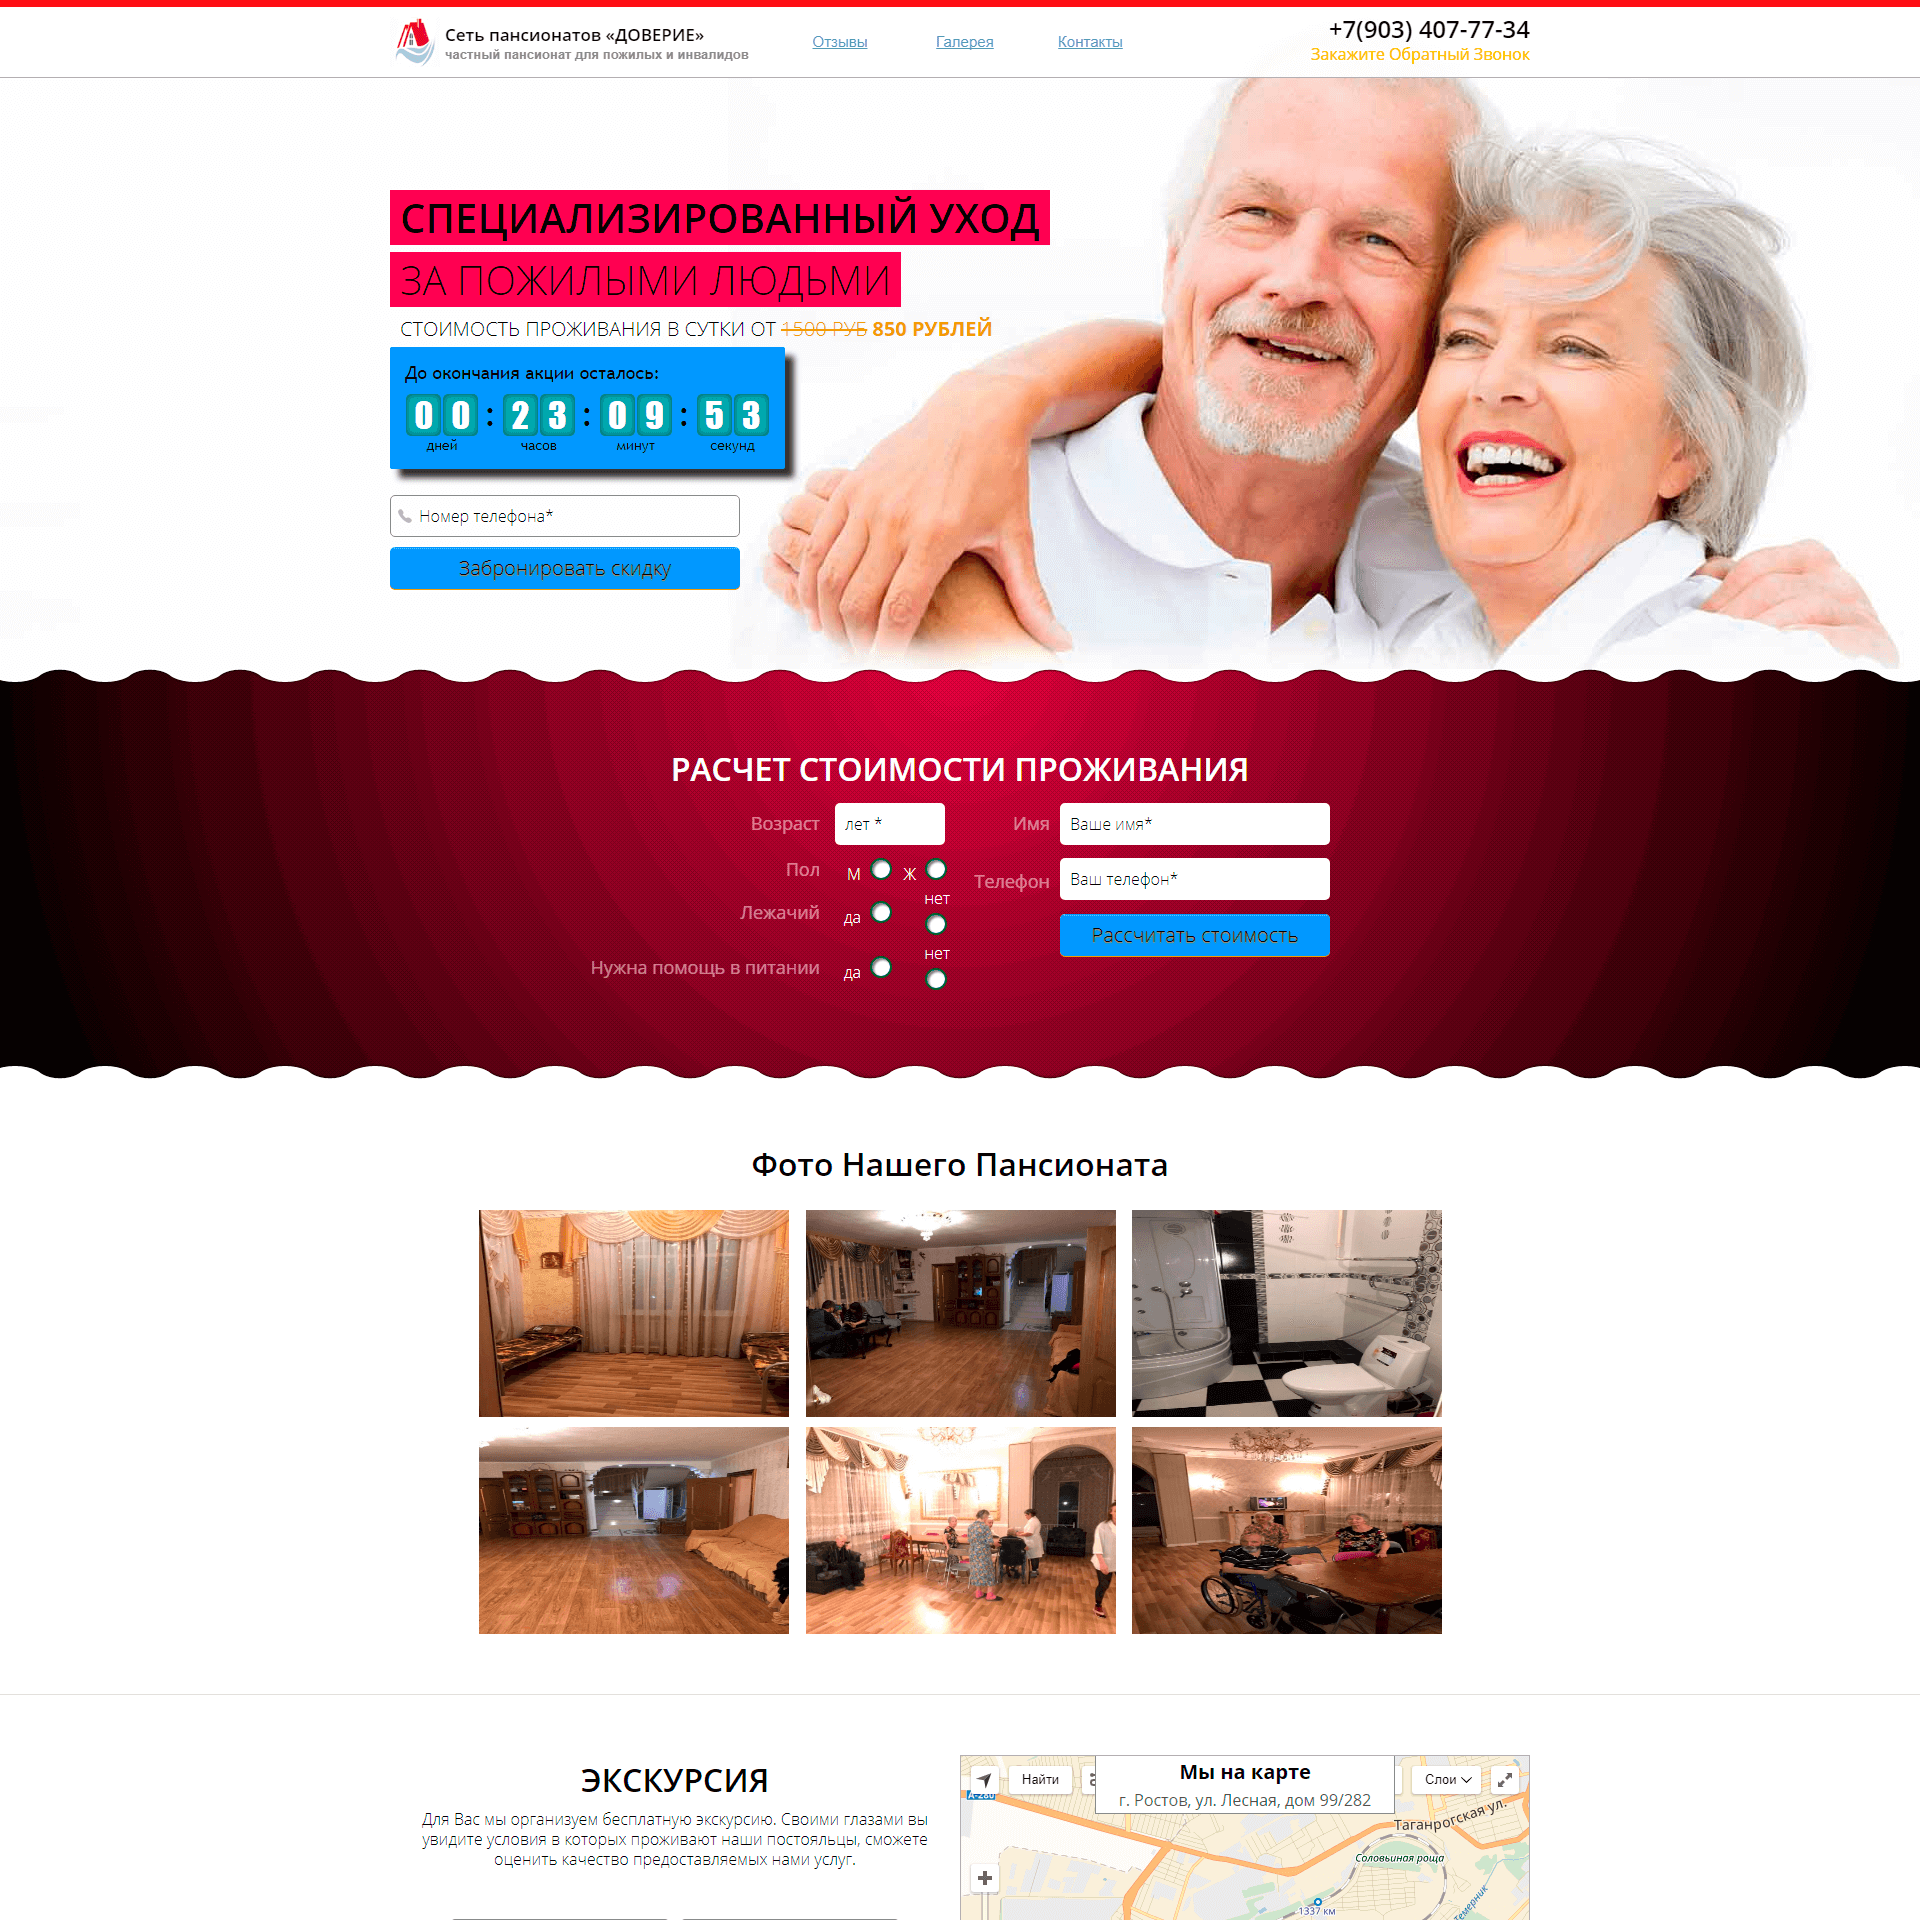 Сеть пансионатов «ДОВЕРИЕ»
частный пансионат для пожилых и инвалидов
Отзывы
Галерея
Контакты
+7(903) 407-77-34
Закажите Обратный Звонок
СПЕЦИАЛИЗИРОВАННЫЙ УХОД
ЗА ПОЖИЛЫМИ ЛЮДЬМИ
СТОИМОСТЬ ПРОЖИВАНИЯ В СУТКИ ОТ 1500 РУБ 850 РУБЛЕЙ
До окончания акции осталось:
00 : 23 : 09 : 53
дней часов минут секунд
Номер телефона*
Забронировать скидку
РАСЧЕТ СТОИМОСТИ ПРОЖИВАНИЯ
Возраст лет *
Имя Ваше имя*
Пол М Ж
Телефон Ваш телефон*
Лежачий да нет
Рассчитать стоимость
Нужна помощь в питании да нет
Фото Нашего Пансионата
ЭКСКУРСИЯ
Для Вас мы организуем бесплатную экскурсию. Своими глазами вы
увидите условия в которых проживают наши постояльцы, сможете
оценить качество предоставляемых нами услуг.
Мы на карте
г. Ростов, ул. Лесная, дом 99/282
Найти
Слои
А-280
Таганрогская ул.
Соловьиная роща
1337 км
Темерник